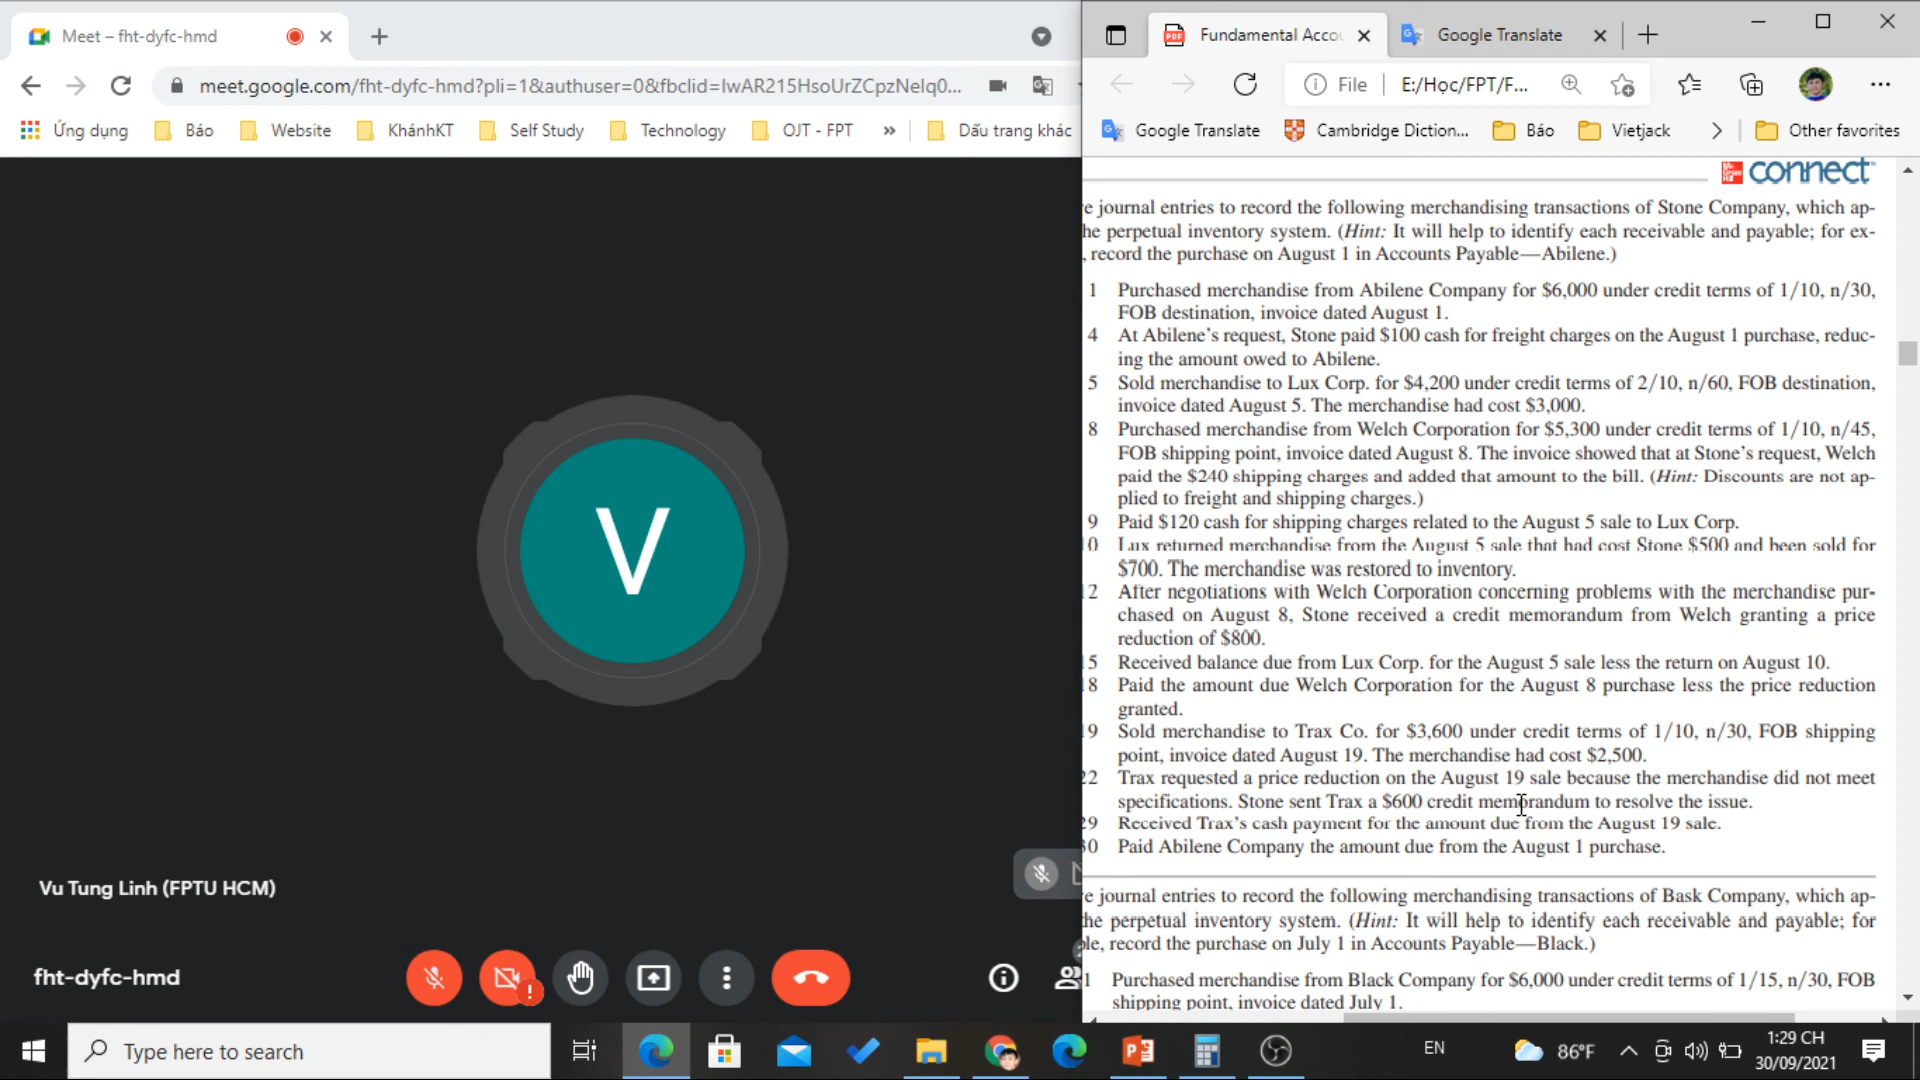 Meet – fht-dyfc-hmd
meet.google.com/fht-dyfc-hmd?pli=1&authuser=0&fbclid=IwAR215HsoUrZCpzNeIq0...
Ứng dụng
Báo
Website
KhánhKT
Self Study
Technology
OJT - FPT
»
Dấu trang khác
V
Vu Tung Linh (FPTU HCM)
fht-dyfc-hmd
Fundamental Accou
Google Translate
File
E:/Học/FPT/F...
Google Translate
Cambridge Diction...
Báo
Vietjack
Other favorites
connect
e journal entries to record the following merchandising transactions of Stone Company, which ap-
he perpetual inventory system. (Hint: It will help to identify each receivable and payable; for ex-
, record the purchase on August 1 in Accounts Payable—Abilene.)
1 Purchased merchandise from Abilene Company for $6,000 under credit terms of 1/10, n/30,
FOB destination, invoice dated August 1.
4 At Abilene's request, Stone paid $100 cash for freight charges on the August 1 purchase, reduc-
ing the amount owed to Abilene.
5 Sold merchandise to Lux Corp. for $4,200 under credit terms of 2/10, n/60, FOB destination,
invoice dated August 5. The merchandise had cost $3,000.
8 Purchased merchandise from Welch Corporation for $5,300 under credit terms of 1/10, n/45,
FOB shipping point, invoice dated August 8. The invoice showed that at Stone's request, Welch
paid the $240 shipping charges and added that amount to the bill. (Hint: Discounts are not ap-
plied to freight and shipping charges.)
9 Paid $120 cash for shipping charges related to the August 5 sale to Lux Corp.
10 Lux returned merchandise from the August 5 sale that had cost Stone $500 and been sold for
$700. The merchandise was restored to inventory.
12 After negotiations with Welch Corporation concerning problems with the merchandise pur-
chased on August 8, Stone received a credit memorandum from Welch granting a price
reduction of $800.
15 Received balance due from Lux Corp. for the August 5 sale less the return on August 10.
18 Paid the amount due Welch Corporation for the August 8 purchase less the price reduction
granted.
19 Sold merchandise to Trax Co. for $3,600 under credit terms of 1/10, n/30, FOB shipping
point, invoice dated August 19. The merchandise had cost $2,500.
22 Trax requested a price reduction on the August 19 sale because the merchandise did not meet
specifications. Stone sent Trax a $600 credit memorandum to resolve the issue.
29 Received Trax's cash payment for the amount due from the August 19 sale.
30 Paid Abilene Company the amount due from the August 1 purchase.
e journal entries to record the following merchandising transactions of Bask Company, which ap-
he perpetual inventory system. (Hint: It will help to identify each receivable and payable; for
le, record the purchase on July 1 in Accounts Payable—Black.)
1 Purchased merchandise from Black Company for $6,000 under credit terms of 1/15, n/30, FOB
shipping point, invoice dated July 1.
Type here to search
EN
86°F
1:29 CH
30/09/2021